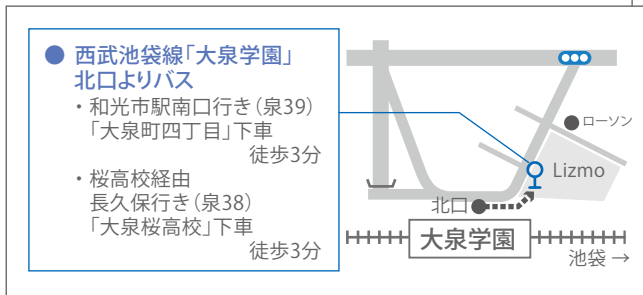 ● 西武池袋線「大泉学園」
北口よりバス
・和光市駅南口行き（泉39）
「大泉町四丁目」下車
徒歩3分
・桜高校経由
長久保行き（泉38）
「大泉桜高校」下車
徒歩3分
ローソン
Lizmo
北口
大泉学園
池袋→